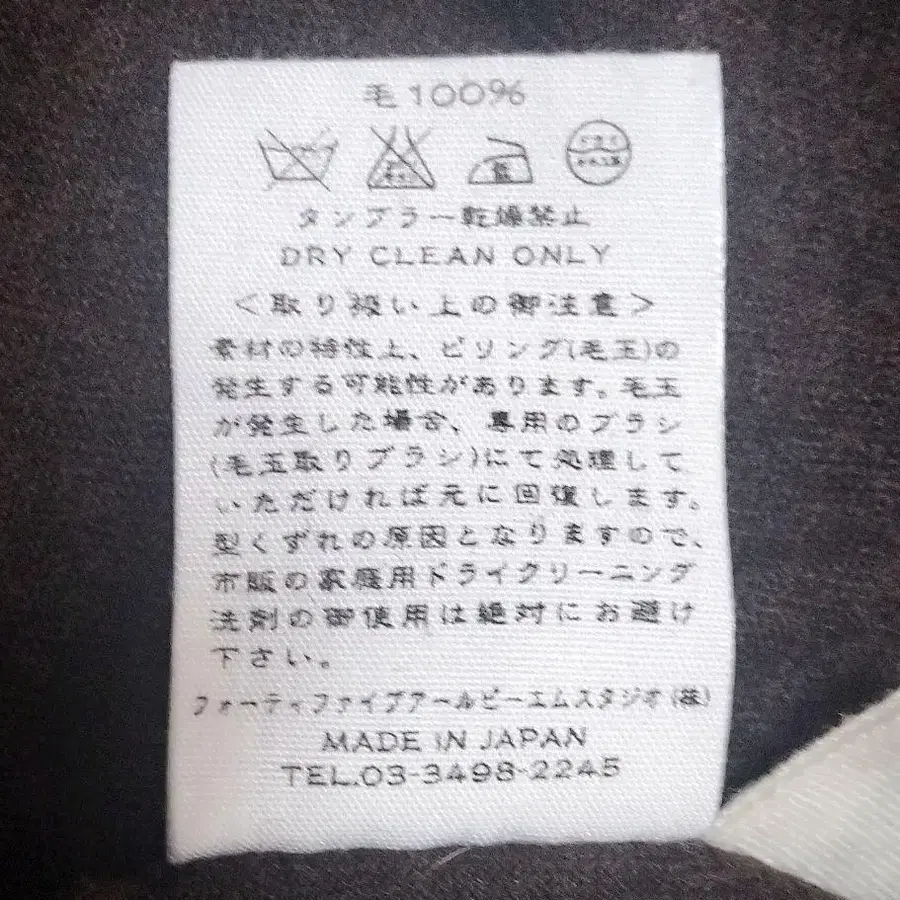 毛100%
タンブラー乾燥禁止
DRY CLEAN ONLY
＜取り扱い上の御注意＞
素材の特性上、ピリング(毛玉)の
発生する可能性があります。毛玉
が発生した場合、専用のブラシ
(毛玉取りブラシ)にて処理して
いただければ元に回復します。
型くずれの原因となりますので、
市販の家庭用ドライクリーニング
洗剤の御使用は絶対にお避け
下さい。
フォーティファイブアールピーエムスタジオ(株)
MADE IN JAPAN
TEL.03-3498-2245